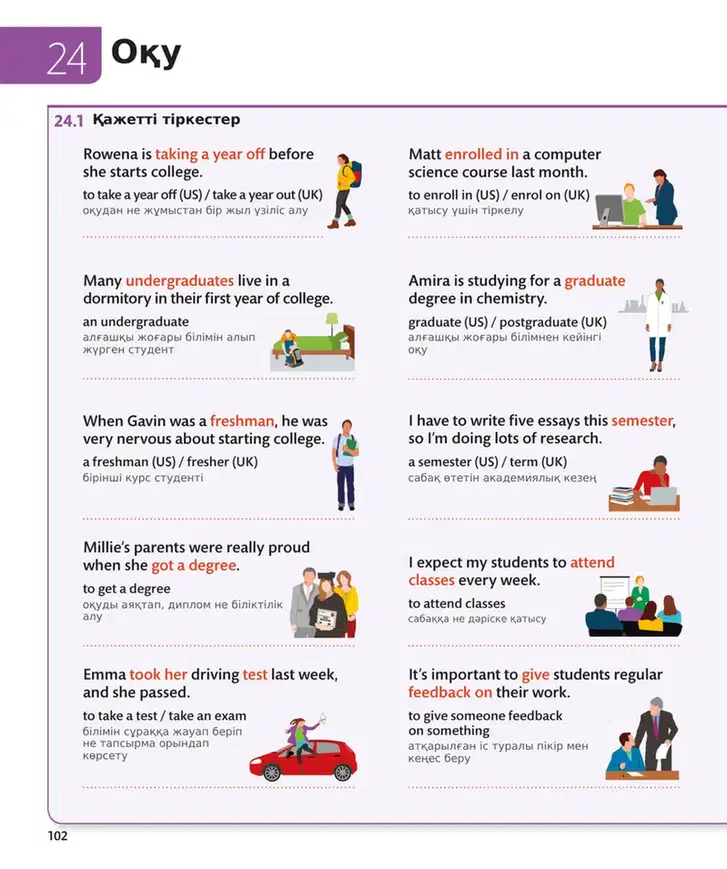 24 Оқу
24.1 Қажетті тіркестер
Rowena is taking a year off before
she starts college.
to take a year off (US) / take a year out (UK)
оқудан не жұмыстан бір жыл үзіліс алу
Matt enrolled in a computer
science course last month.
to enroll in (US) / enrol on (UK)
қатысу үшін тіркелу
Many undergraduates live in a
dormitory in their first year of college.
an undergraduate
алғашқы жоғары білімін алып
жүрген студент
Amira is studying for a graduate
degree in chemistry.
graduate (US) / postgraduate (UK)
алғашқы жоғары білімнен кейінгі
оқу
When Gavin was a freshman, he was
very nervous about starting college.
a freshman (US) / fresher (UK)
бірінші курс студенті
I have to write five essays this semester,
so I'm doing lots of research.
a semester (US) / term (UK)
сабақ өтетін академиялық кезең
Millie's parents were really proud
when she got a degree.
to get a degree
оқуды аяқтап, диплом не біліктілік
алу
I expect my students to attend
classes every week.
to attend classes
сабаққа не дәріске қатысу
Emma took her driving test last week,
and she passed.
to take a test / take an exam
білімін сұраққа жауап беріп
не тапсырма орындап
көрсету
It's important to give students regular
feedback on their work.
to give someone feedback
on something
атқарылған іс туралы пікір мен
кеңес беру
102